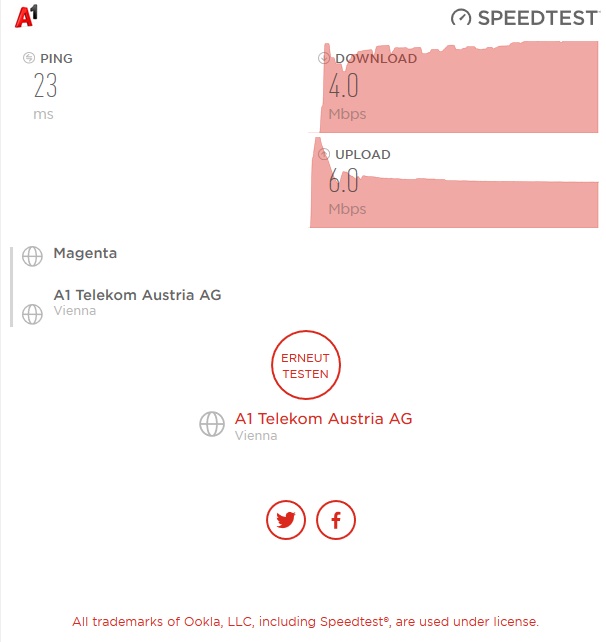 A1
SPEEDTEST
PING
23
ms
DOWNLOAD
4.0
Mbps
UPLOAD
6.0
Mbps
Magenta
A1 Telekom Austria AG
Vienna
ERNEUT
TESTEN
A1 Telekom Austria AG
Vienna
All trademarks of Ookla, LLC, including Speedtest®, are used under license.